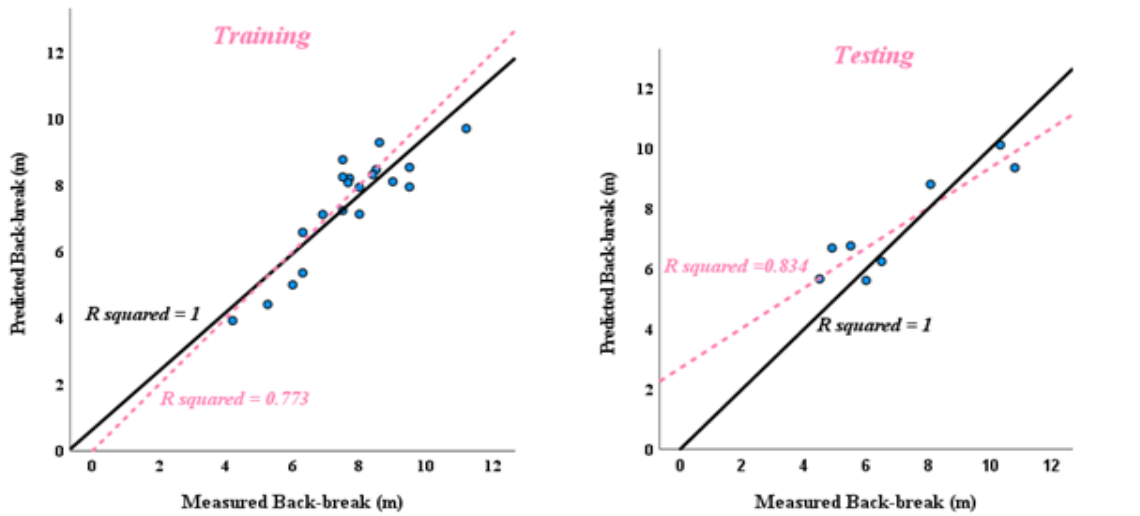 Training
12
10
8
6
4
2
0
Predicted Back-break (m)
R squared = 1
R squared = 0.773
0 2 4 6 8 10 12
Measured Back-break (m)
Testing
12
10
8
6
4
2
0
Predicted Back-break (m)
R squared =0.834
R squared = 1
0 2 4 6 8 10 12
Measured Back-break (m)